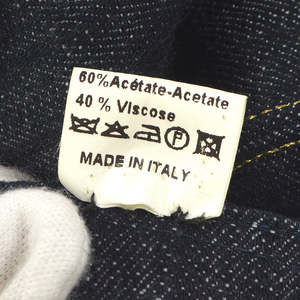 60%Acétate-Acetate
40 % Viscose
P
MADE IN ITALY